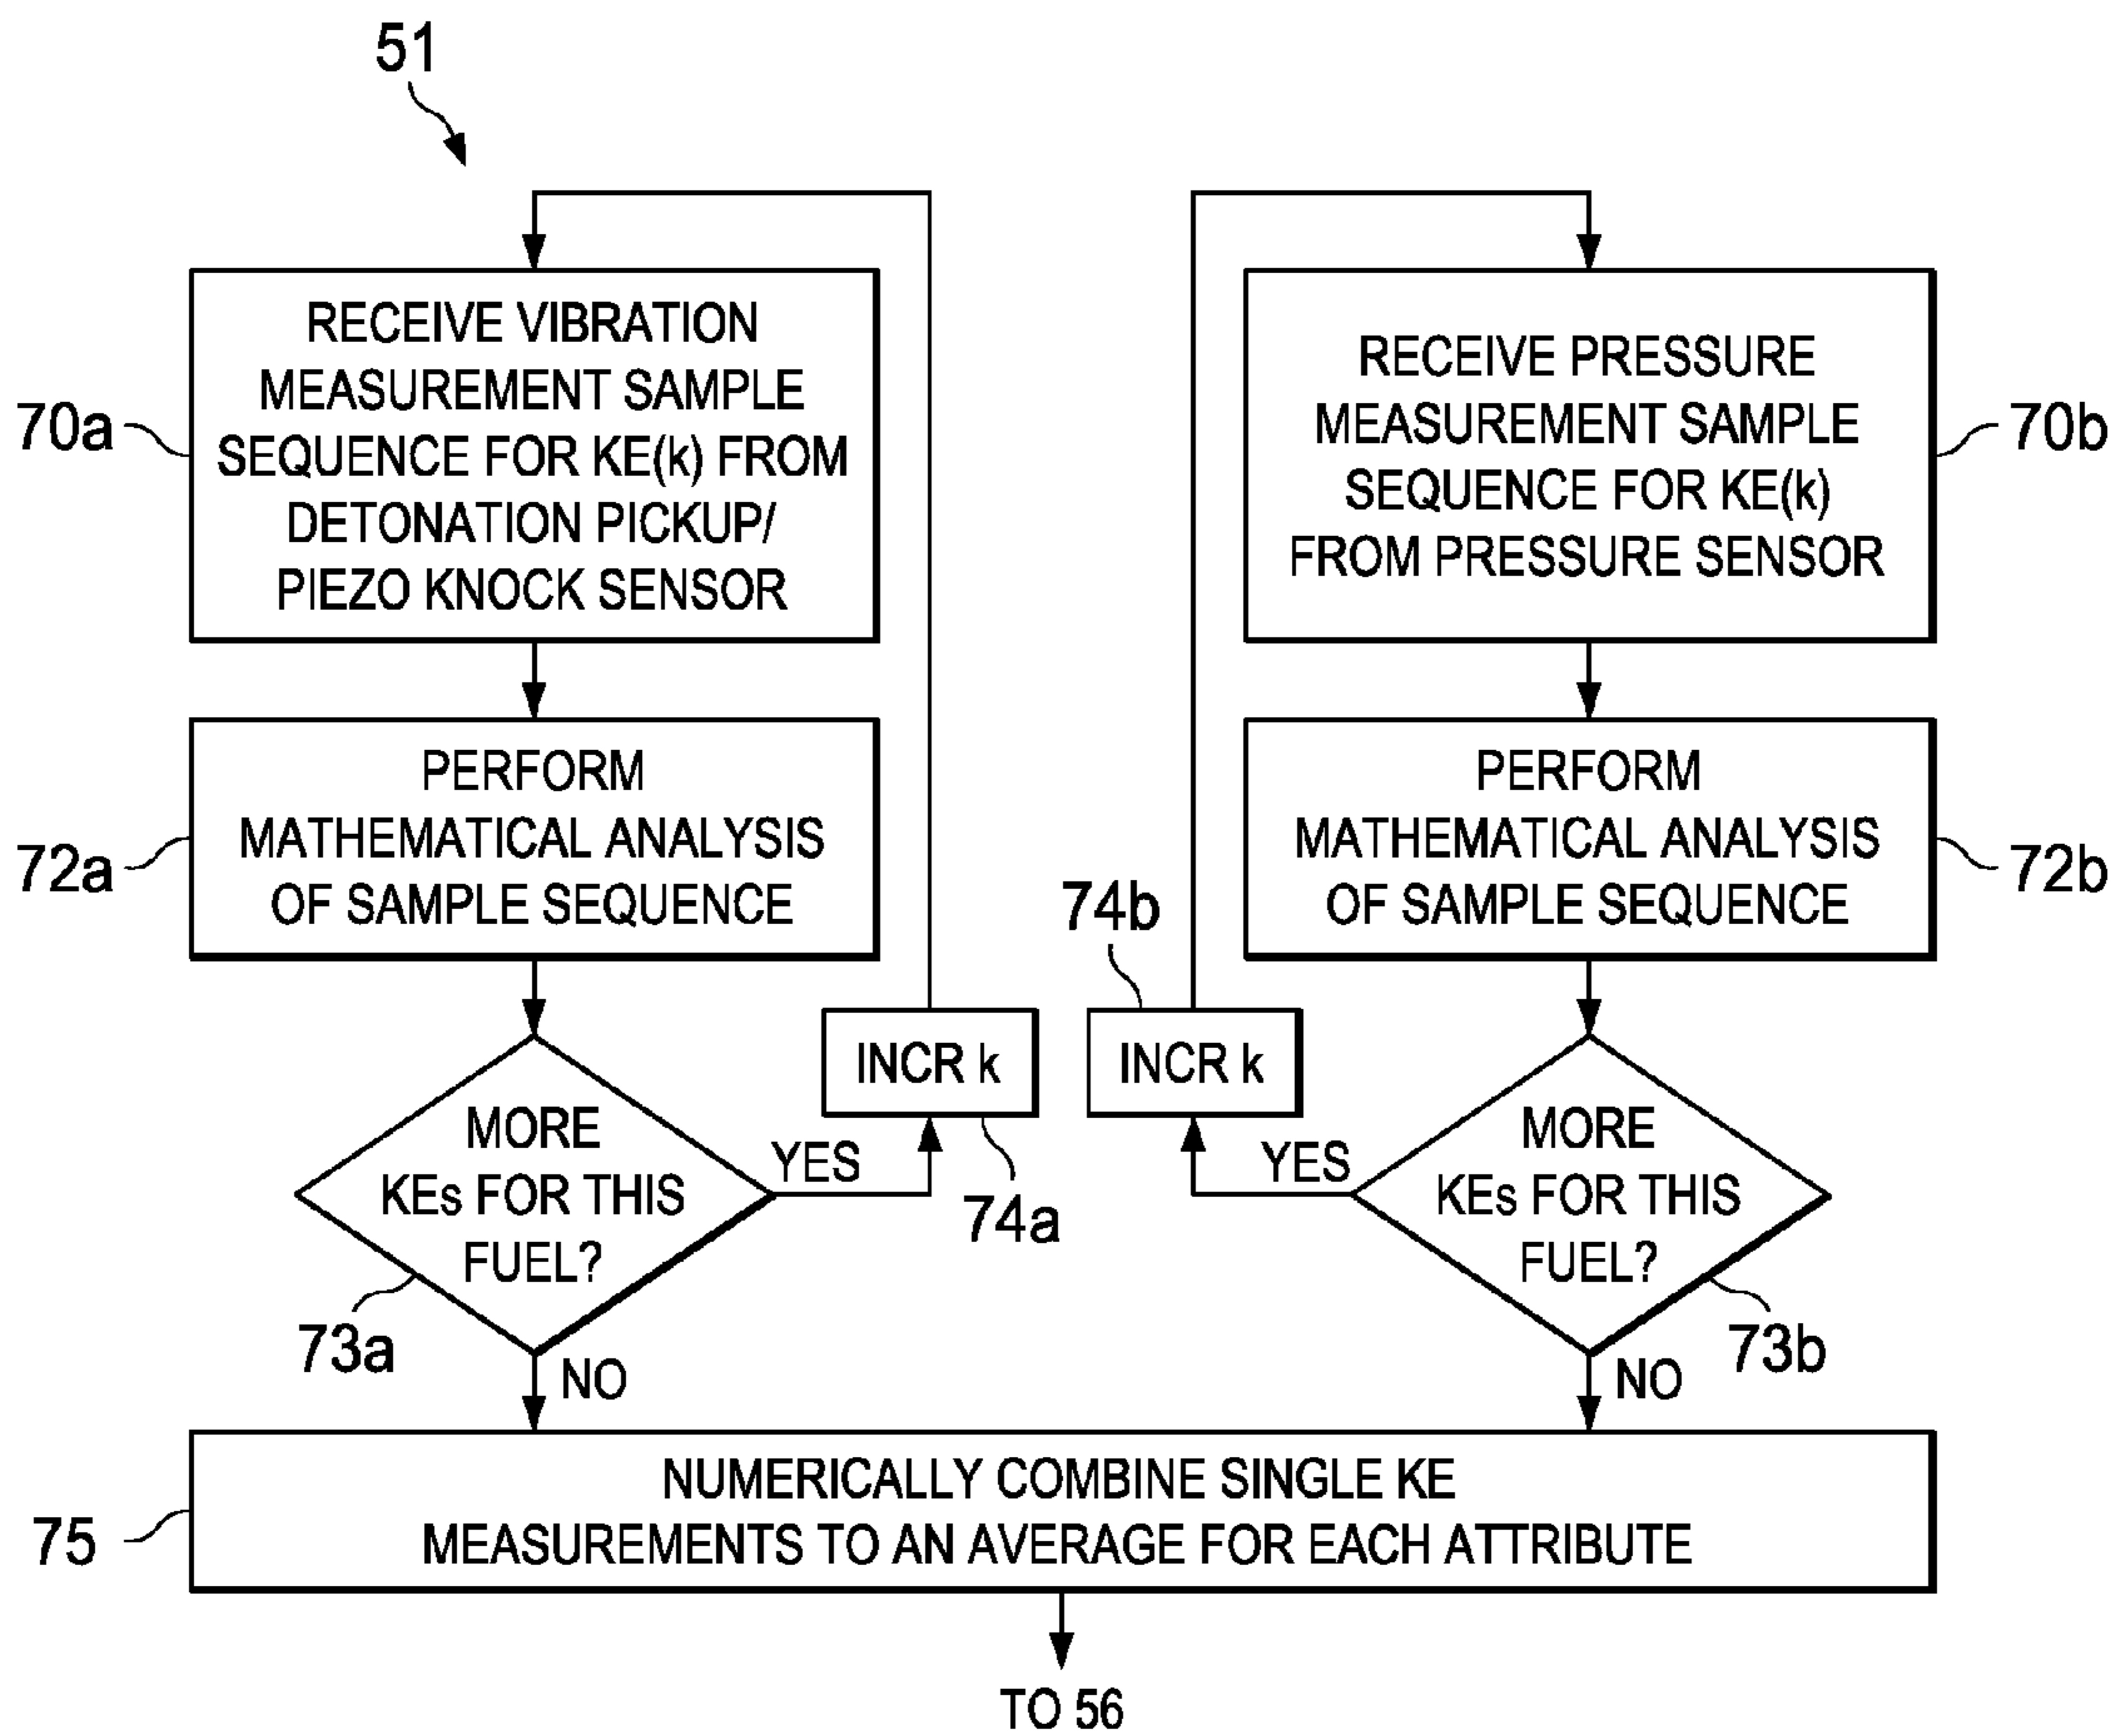 51
RECEIVE VIBRATION
MEASUREMENT SAMPLE
SEQUENCE FOR KE(k) FROM
DETONATION PICKUP/
PIEZO KNOCK SENSOR
70a
RECEIVE PRESSURE
MEASUREMENT SAMPLE
SEQUENCE FOR KE(k)
FROM PRESSURE SENSOR
70b
PERFORM
MATHEMATICAL ANALYSIS
OF SAMPLE SEQUENCE
72a
PERFORM
MATHEMATICAL ANALYSIS
OF SAMPLE SEQUENCE
72b
74b
INCR k
INCR k
MORE
KEs FOR THIS
FUEL?
YES
74a
73a
NO
YES
MORE
KEs FOR THIS
FUEL?
73b
NO
NUMERICALLY COMBINE SINGLE KE
MEASUREMENTS TO AN AVERAGE FOR EACH ATTRIBUTE
75
TO 56